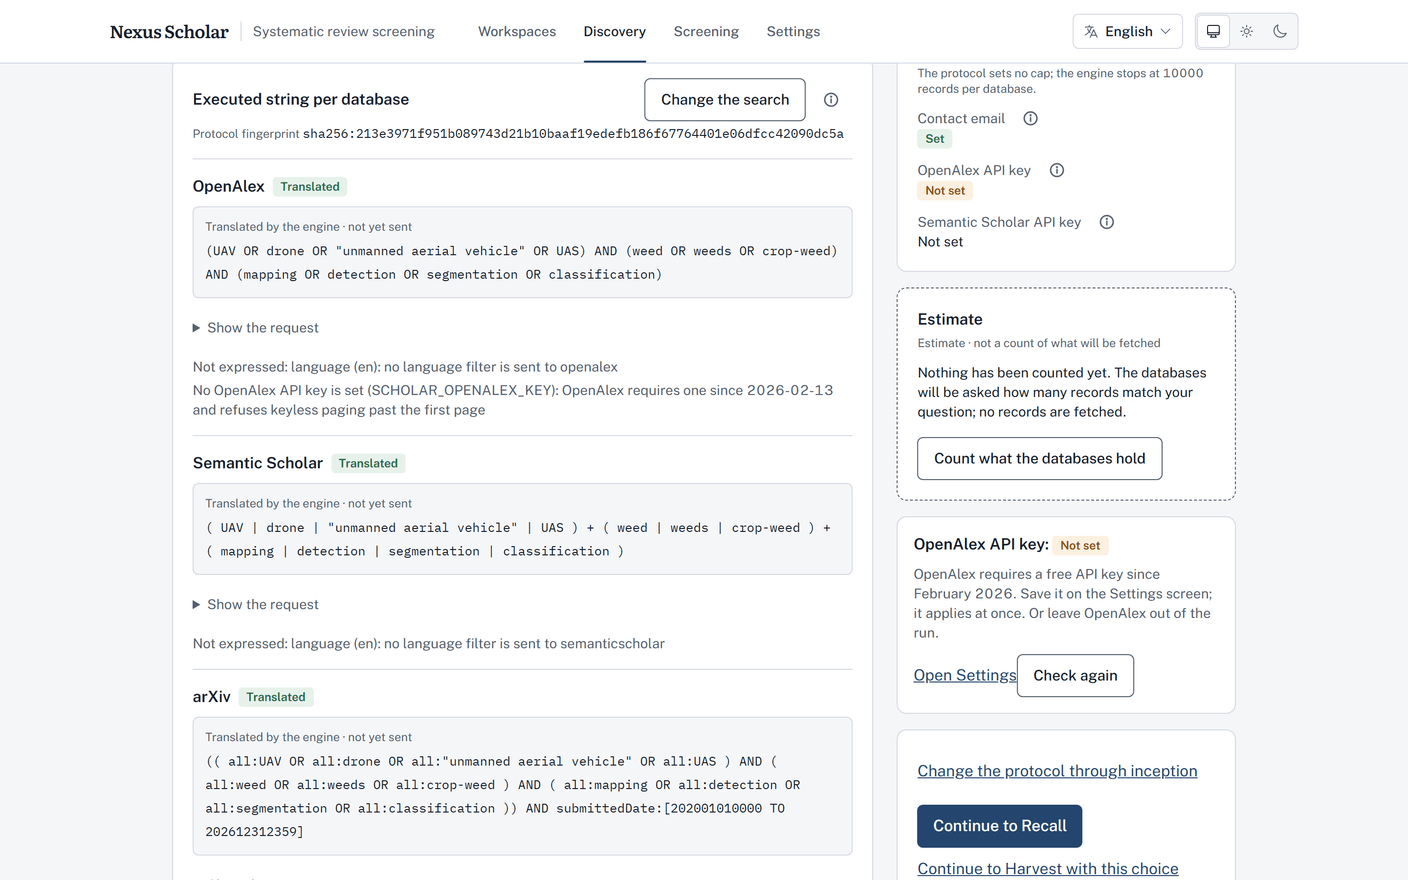 Nexus Scholar
Systematic review screening
Workspaces
Discovery
Screening
Settings
English
Executed string per database
Change the search
Protocol fingerprint sha256:213e3971f951b089743d21b10baaf19edefb186f67764401e06dfcc42090dc5a
OpenAlex
Translated
Translated by the engine · not yet sent
(UAV OR drone OR "unmanned aerial vehicle" OR UAS) AND (weed OR weeds OR crop-weed)
AND (mapping OR detection OR segmentation OR classification)
Show the request
Not expressed: language (en): no language filter is sent to openalex
No OpenAlex API key is set (SCHOLAR_OPENALEX_KEY): OpenAlex requires one since 2026-02-13
and refuses keyless paging past the first page
Semantic Scholar
Translated
Translated by the engine · not yet sent
( UAV | drone | "unmanned aerial vehicle" | UAS ) + ( weed | weeds | crop-weed ) +
( mapping | detection | segmentation | classification )
Show the request
Not expressed: language (en): no language filter is sent to semanticscholar
arXiv
Translated
Translated by the engine · not yet sent
(( all:UAV OR all:drone OR all:"unmanned aerial vehicle" OR all:UAS ) AND (
all:weed OR all:weeds OR all:crop-weed ) AND ( all:mapping OR all:detection OR
all:segmentation OR all:classification )) AND submittedDate:[202001010000 TO
202612312359]
The protocol sets no cap; the engine stops at 10000
records per database.
Contact email
Set
OpenAlex API key
Not set
Semantic Scholar API key
Not set
Estimate
Estimate · not a count of what will be fetched
Nothing has been counted yet. The databases
will be asked how many records match your
question; no records are fetched.
Count what the databases hold
OpenAlex API key: Not set
OpenAlex requires a free API key since
February 2026. Save it on the Settings screen;
it applies at once. Or leave OpenAlex out of the
run.
Open Settings
Check again
Change the protocol through inception
Continue to Recall
Continue to Harvest with this choice